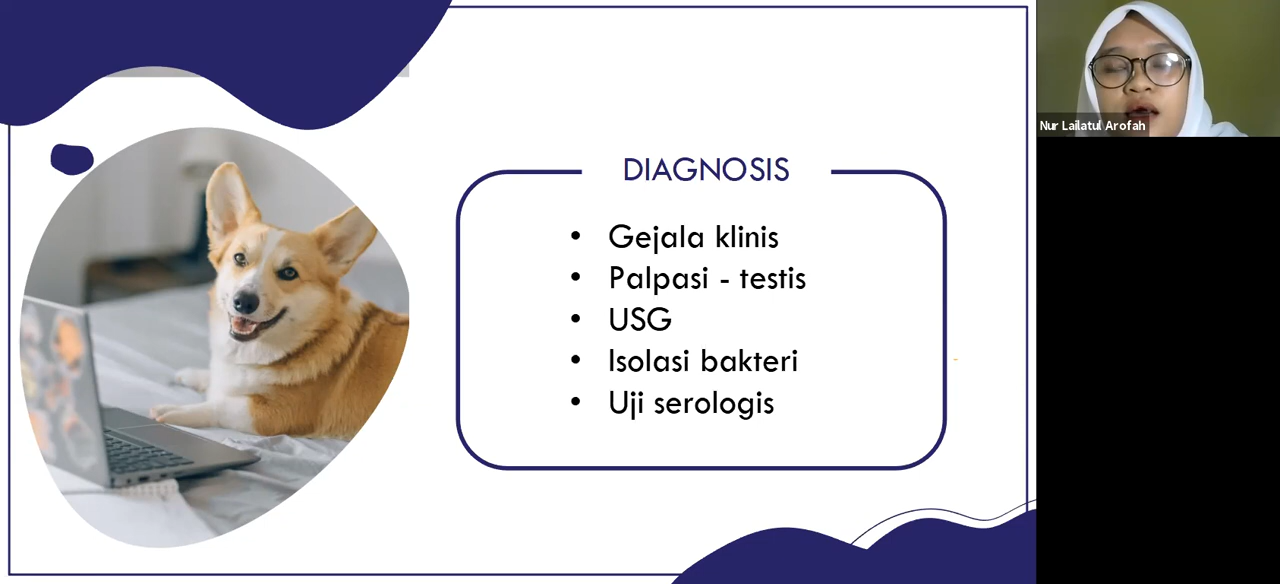 DIAGNOSIS
• Gejala klinis
• Palpasi - testis
• USG
• Isolasi bakteri
• Uji serologis
Nur Lailatul Arofah